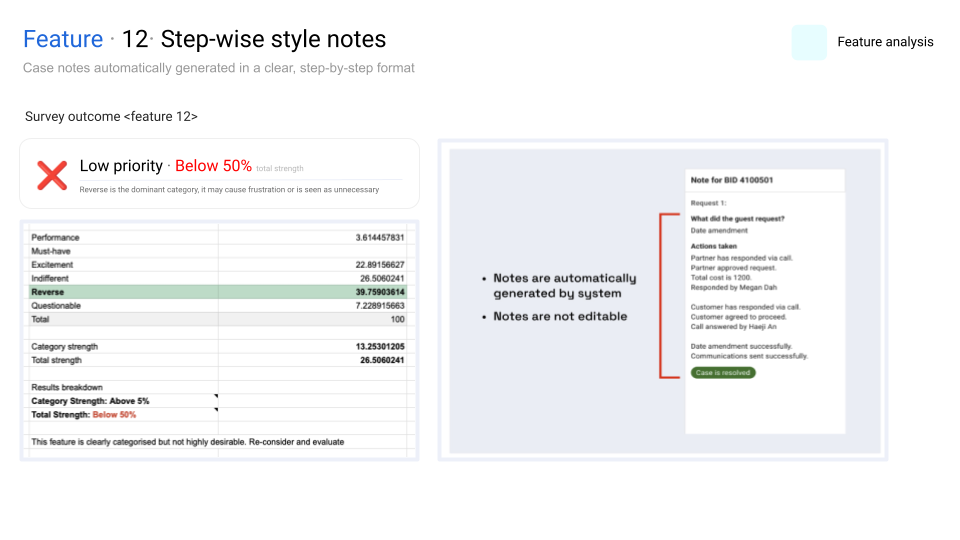 Feature · 12· Step-wise style notes
Feature analysis
Case notes automatically generated in a clear, step-by-step format
Survey outcome <feature 12>
Low priority · Below 50% total strength
Reverse is the dominant category, it may cause frustration or is seen as unnecessary
Performance 3.614457831
Must-have
Excitement 22.89156627
Indifferent 26.5060241
Reverse 39.75903614
Questionable 7.228915663
Total 100
Category strength 13.25301205
Total strength 26.5060241
Results breakdown
Category Strength: Above 5%
Total Strength: Below 50%
This feature is clearly categorised but not highly desirable. Re-consider and evaluate
• Notes are automatically
generated by system
• Notes are not editable
Note for BID 4100501
Request 1:
What did the guest request?
Date amendment
Actions taken
Partner has responded via call.
Partner approved request.
Total cost is 1200.
Responded by Megan Dah
Customer has responded via call.
Customer agreed to proceed.
Call answered by Haeji An
Date amendment successfully.
Communications sent successfully.
Case is resolved